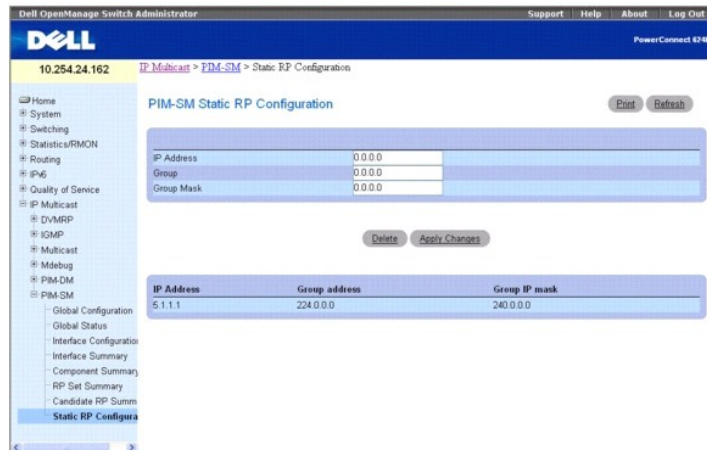 Dell OpenManage Switch Administrator
Support Help About Log Out
DELL
PowerConnect 624
10.254.24.162
IP Multicast > PIM-SM > Static RP Configuration
Home
System
Switching
Statistics/RMON
Routing
IPv6
Quality of Service
IP Multicast
DVMRP
IGMP
Multicast
Mdebug
PIM-DM
PIM-SM
Global Configuration
Global Status
Interface Configuration
Interface Summary
Component Summary
RP Set Summary
Candidate RP Summ
Static RP Configura
PIM-SM Static RP Configuration
Print Refresh
IP Address 0.0.0.0
Group 0.0.0.0
Group Mask 0.0.0.0
Delete Apply Changes
IP Address Group address Group IP mask
5.1.1.1 224.0.0.0 240.0.0.0